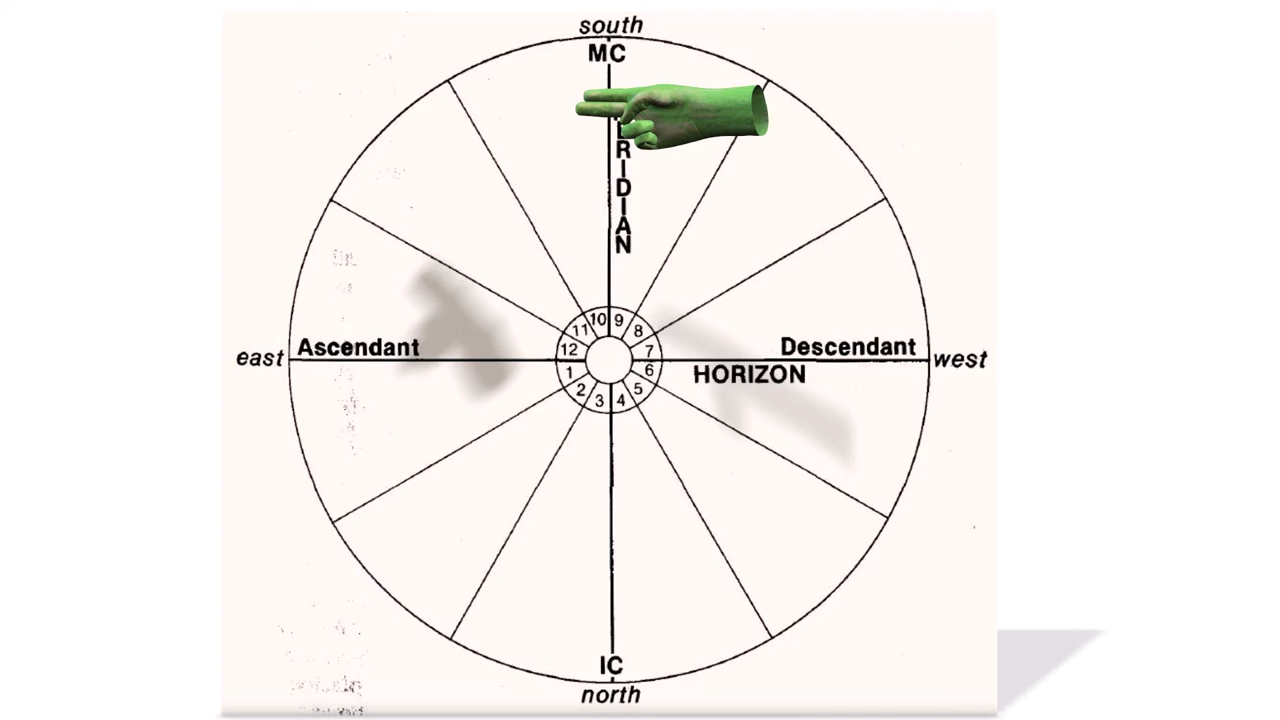 south
MC
RIDIAN
10 9
11 8
east Ascendant 12 7 Descendant west
1 6 HORIZON
2 5
3 4
IC
north